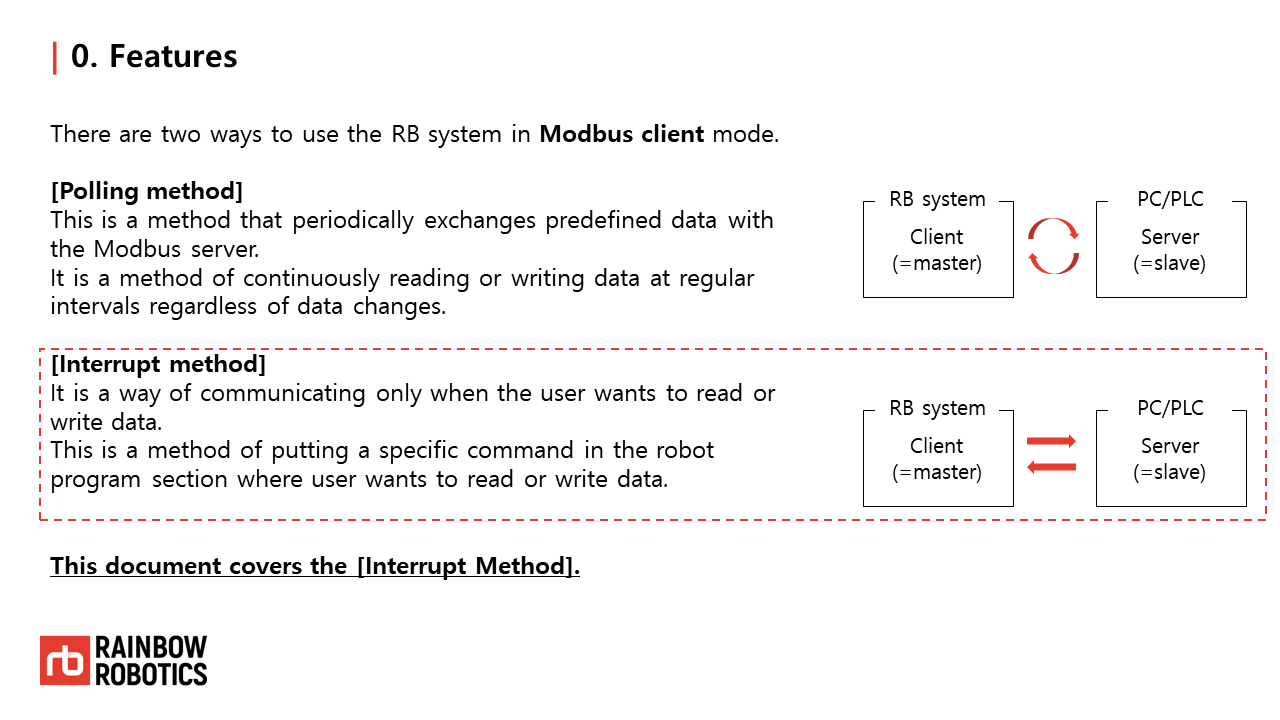 0. Features
There are two ways to use the RB system in Modbus client mode.
[Polling method]
This is a method that periodically exchanges predefined data with
the Modbus server.
It is a method of continuously reading or writing data at regular
intervals regardless of data changes.
RB system
Client
(=master)
PC/PLC
Server
(=slave)
[Interrupt method]
It is a way of communicating only when the user wants to read or
write data.
This is a method of putting a specific command in the robot
program section where user wants to read or write data.
RB system
Client
(=master)
PC/PLC
Server
(=slave)
This document covers the [Interrupt Method].
rb
RAINBOW
ROBOTICS